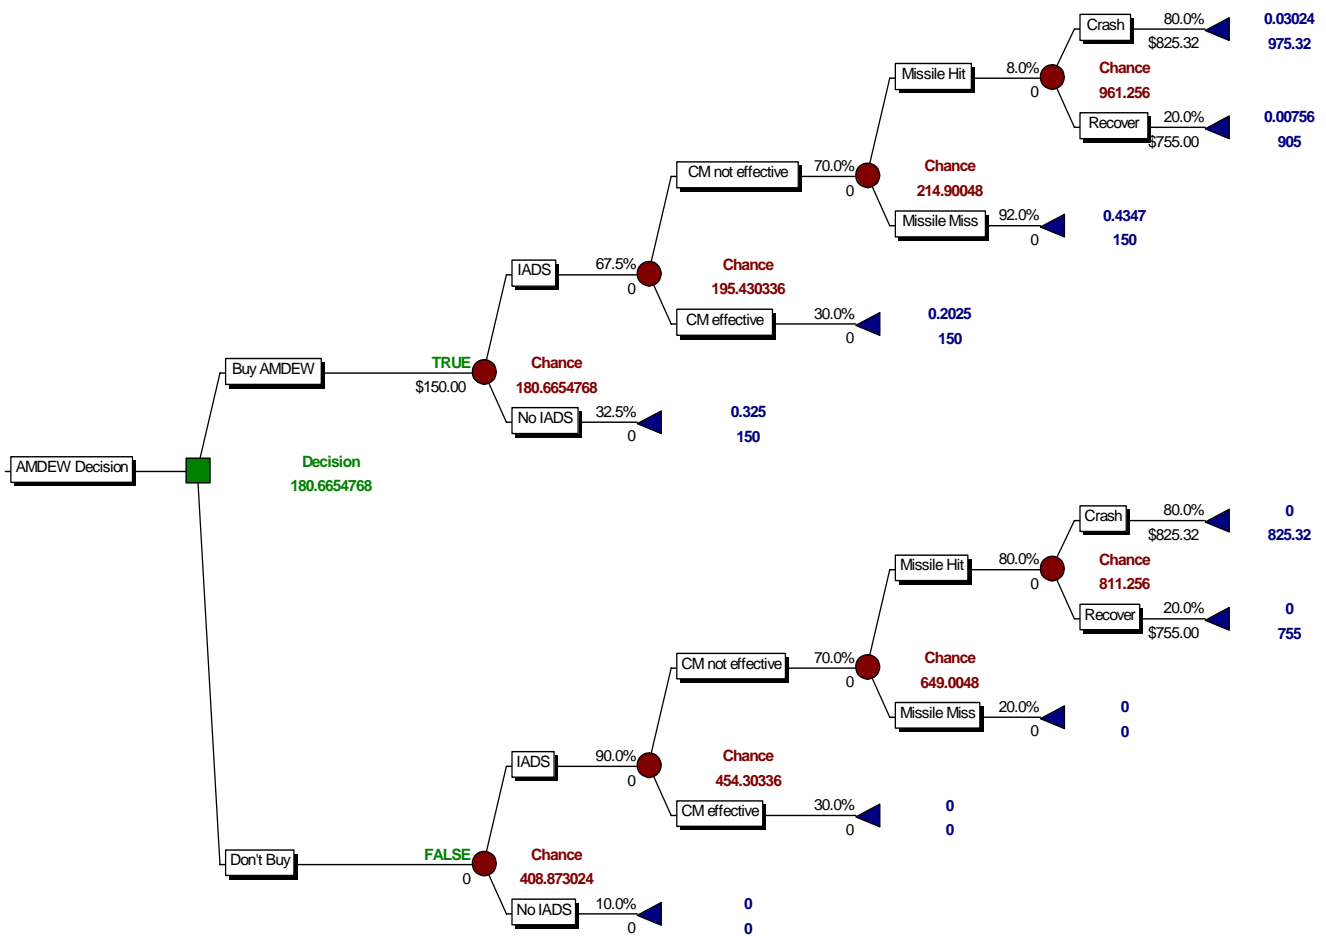 Crash 80.0% 0.03024
$825.32 975.32
Missile Hit 8.0% Chance
0 961.256
Recover 20.0% 0.00756
$755.00 905
CM not effective 70.0% Chance
0 214.90048
Missile Miss 92.0% 0.4347
0 150
IADS 67.5% Chance
0 195.430336
CM effective 30.0% 0.2025
0 150
Buy AMDEW TRUE Chance
$150.00 180.6654768
No IADS 32.5% 0.325
0 150
AMDEW Decision Decision
180.6654768
Crash 80.0% 0
$825.32 825.32
Missile Hit 80.0% Chance
0 811.256
Recover 20.0% 0
$755.00 755
CM not effective 70.0% Chance
0 649.0048
Missile Miss 20.0% 0
0 0
IADS 90.0% Chance
0 454.30336
CM effective 30.0% 0
0 0
Don't Buy FALSE Chance
0 408.873024
No IADS 10.0% 0
0 0